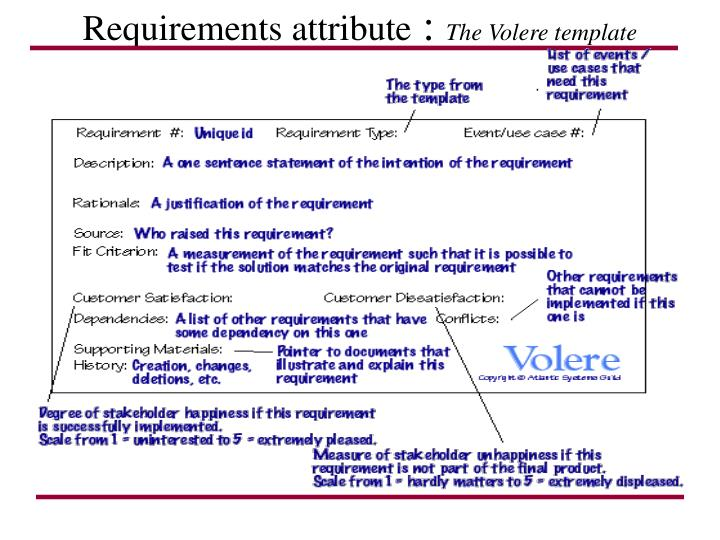 Requirements attribute : The Volere template
List of events /
use cases that
need this
requirement
The type from
the template
Requirement #: Unique id Requirement Type: Event/use case #:
Description: A one sentence statement of the intention of the requirement
Rationale: A justification of the requirement
Source: Who raised this requirement?
Fit Criterion: A measurement of the requirement such that it is possible to
test if the solution matches the original requirement
Other requirements
that cannot be
implemented if this
one is
Customer Satisfaction: Customer Dissatisfaction:
Dependencies: A list of other requirements that have Conflicts:
some dependency on this one
Supporting Materials: Pointer to documents that
illustrate and explain this
requirement
History: Creation, changes,
deletions, etc.
Volere
Copyright © Atlantic Systems Guild
Degree of stakeholder happiness if this requirement
is successfully implemented.
Scale from 1 = uninterested to 5 = extremely pleased.
Measure of stakeholder unhappiness if this
requirement is not part of the final product.
Scale from 1 = hardly matters to 5 = extremely displeased.